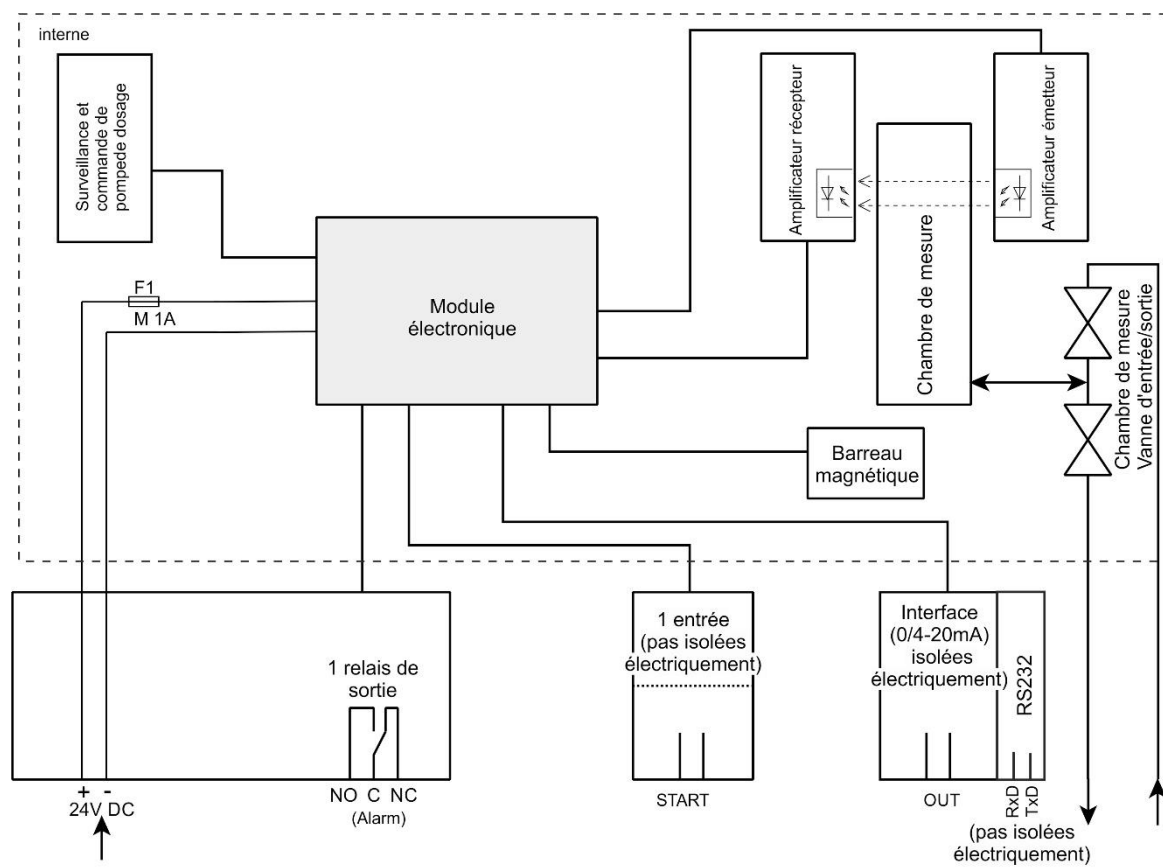 interne
Surveillance et
commande de
pompede dosage
Amplificateur récepteur
Amplificateur émetteur
Chambre de mesure
Chambre de mesure
Vanne d'entrée/sortie
F1
M 1A
Module
électronique
Barreau
magnétique
1 relais de
sortie
NO C NC
(Alarm)
+ -
24V DC
1 entrée
(pas isolées
électriquement)
START
Interface
(0/4-20mA)
isolées
électriquement)
OUT
RS232
RxD
TxD
(pas isolées
électriquement)